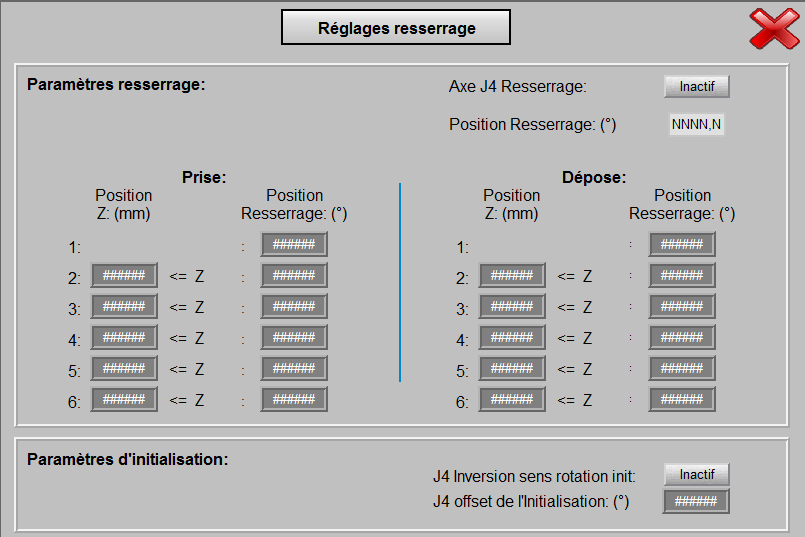 Réglages resserrage
Paramètres resserrage:
Axe J4 Resserrage: Inactif
Position Resserrage: (°) NNNN,N
Prise: Dépose:
Position Position Position Position
Z: (mm) Resserrage: (°) Z: (mm) Resserrage: (°)
1: : ###### 1: : ######
2: ###### <= Z : ###### 2: ###### <= Z : ######
3: ###### <= Z : ###### 3: ###### <= Z : ######
4: ###### <= Z : ###### 4: ###### <= Z : ######
5: ###### <= Z : ###### 5: ###### <= Z : ######
6: ###### <= Z : ###### 6: ###### <= Z : ######
Paramètres d'initialisation:
J4 Inversion sens rotation init: Inactif
J4 offset de l'Initialisation: (°) ######